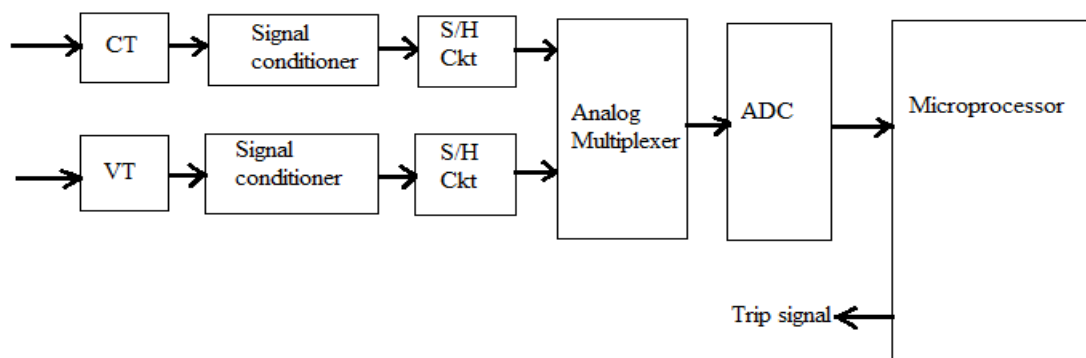 CT
Signal
conditioner
S/H
Ckt
Analog
Multiplexer
ADC
Microprocessor
VT
Signal
conditioner
S/H
Ckt
Trip signal